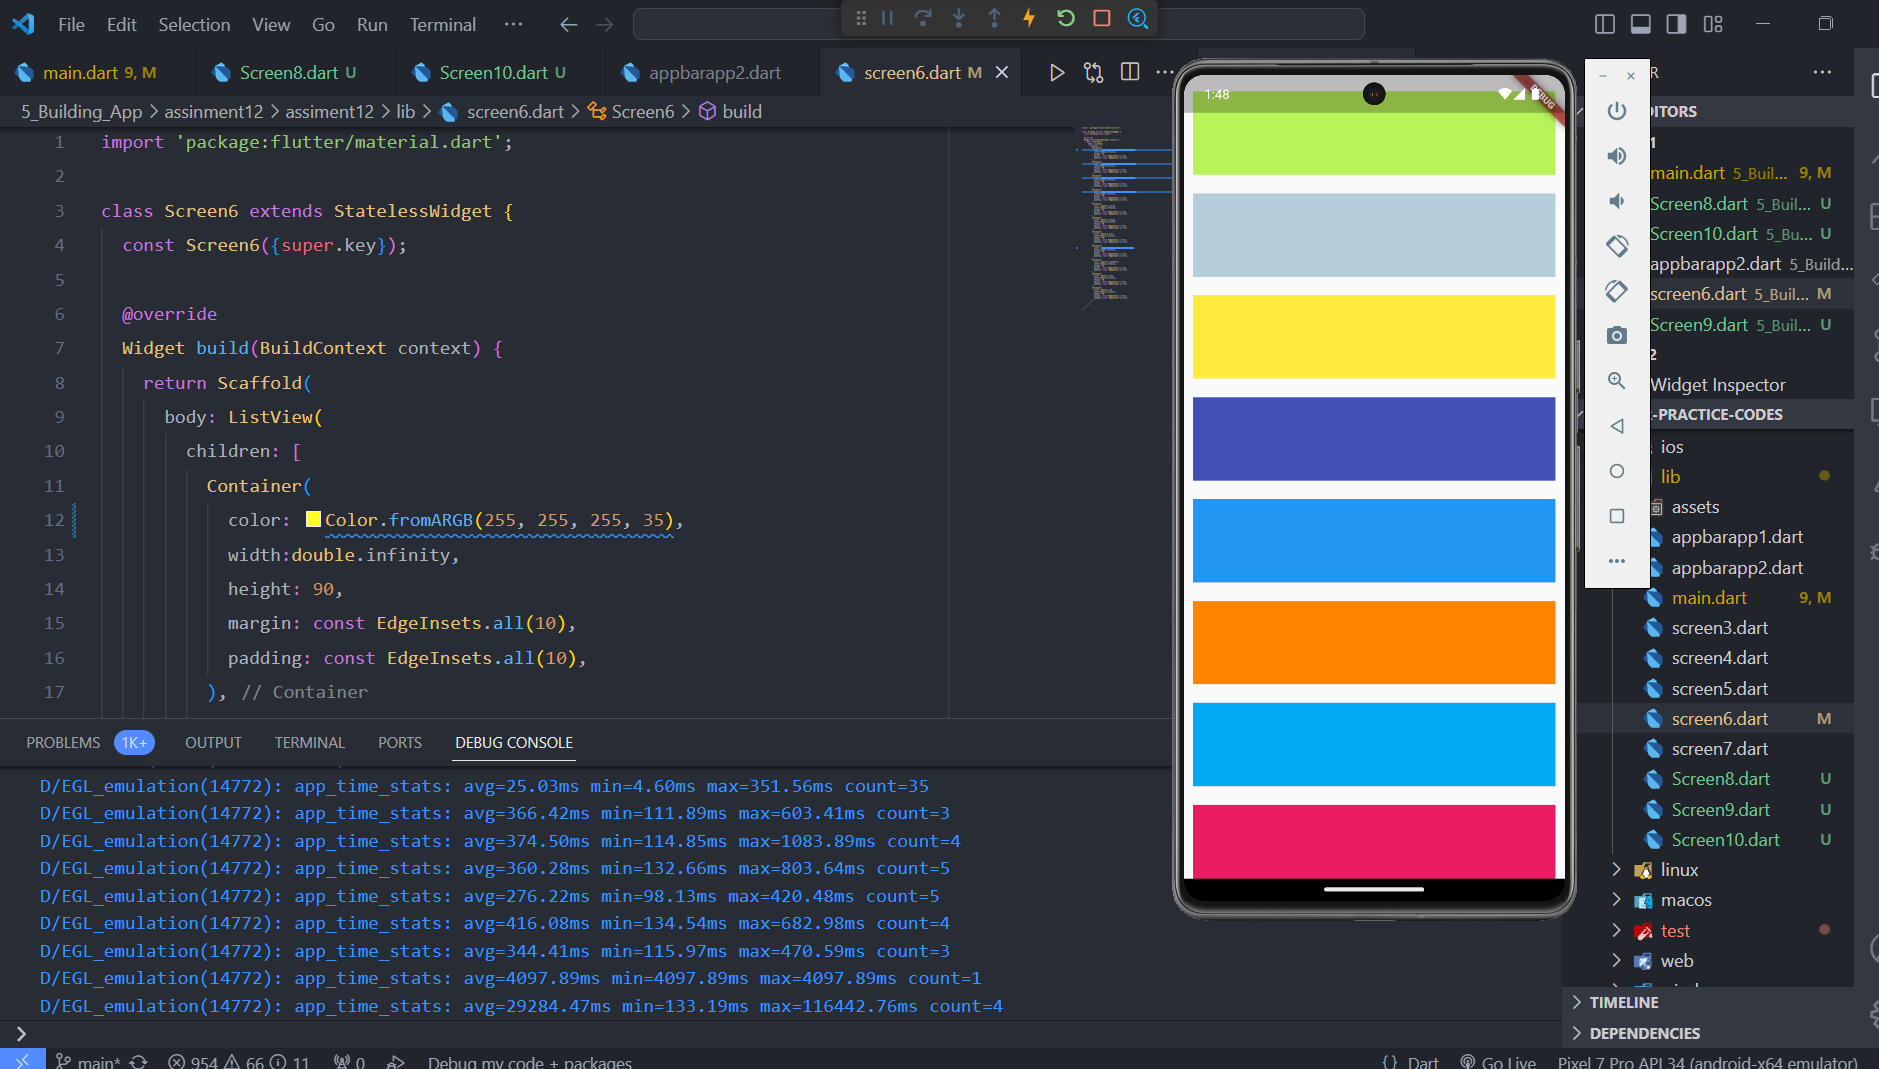 File Edit Selection View Go Run Terminal ···
main.dart 9, M Screen8.dart U Screen10.dart U appbarapp2.dart screen6.dart M
5_Building_App > assinment12 > assiment12 > lib > screen6.dart > Screen6 > build
1 import 'package:flutter/material.dart';
2
3 class Screen6 extends StatelessWidget {
4 const Screen6({super.key});
5
6 @override
7 Widget build(BuildContext context) {
8 return Scaffold(
9 body: ListView(
10 children: [
11 Container(
12 color: Color.fromARGB(255, 255, 255, 35),
13 width:double.infinity,
14 height: 90,
15 margin: const EdgeInsets.all(10),
16 padding: const EdgeInsets.all(10),
17 ), // Container
PROBLEMS 1K+ OUTPUT TERMINAL PORTS DEBUG CONSOLE
D/EGL_emulation(14772): app_time_stats: avg=25.03ms min=4.60ms max=351.56ms count=35
D/EGL_emulation(14772): app_time_stats: avg=366.42ms min=111.89ms max=603.41ms count=3
D/EGL_emulation(14772): app_time_stats: avg=374.50ms min=114.85ms max=1083.89ms count=4
D/EGL_emulation(14772): app_time_stats: avg=360.28ms min=132.66ms max=803.64ms count=5
D/EGL_emulation(14772): app_time_stats: avg=276.22ms min=98.13ms max=420.48ms count=5
D/EGL_emulation(14772): app_time_stats: avg=416.08ms min=134.54ms max=682.98ms count=4
D/EGL_emulation(14772): app_time_stats: avg=344.41ms min=115.97ms max=470.59ms count=3
D/EGL_emulation(14772): app_time_stats: avg=4097.89ms min=4097.89ms max=4097.89ms count=1
D/EGL_emulation(14772): app_time_stats: avg=29284.47ms min=133.19ms max=116442.76ms count=4
1:48
DEBUG
R
ITORS
1
main.dart 5_Buil... 9, M
Screen8.dart 5_Buil... U
Screen10.dart 5_Bu... U
appbarapp2.dart 5_Build...
screen6.dart 5_Buil... M
Screen9.dart 5_Buil... U
2
Widget Inspector
-PRACTICE-CODES
ios
lib
assets
appbarapp1.dart
appbarapp2.dart
main.dart 9, M
screen3.dart
screen4.dart
screen5.dart
screen6.dart M
screen7.dart
Screen8.dart U
Screen9.dart U
Screen10.dart U
linux
macos
test
web
TIMELINE
DEPENDENCIES
main* 954 66 11 0 Debug my code + packages {} Dart Go Live Pixel 7 Pro API 34 (android-x64 emulator)